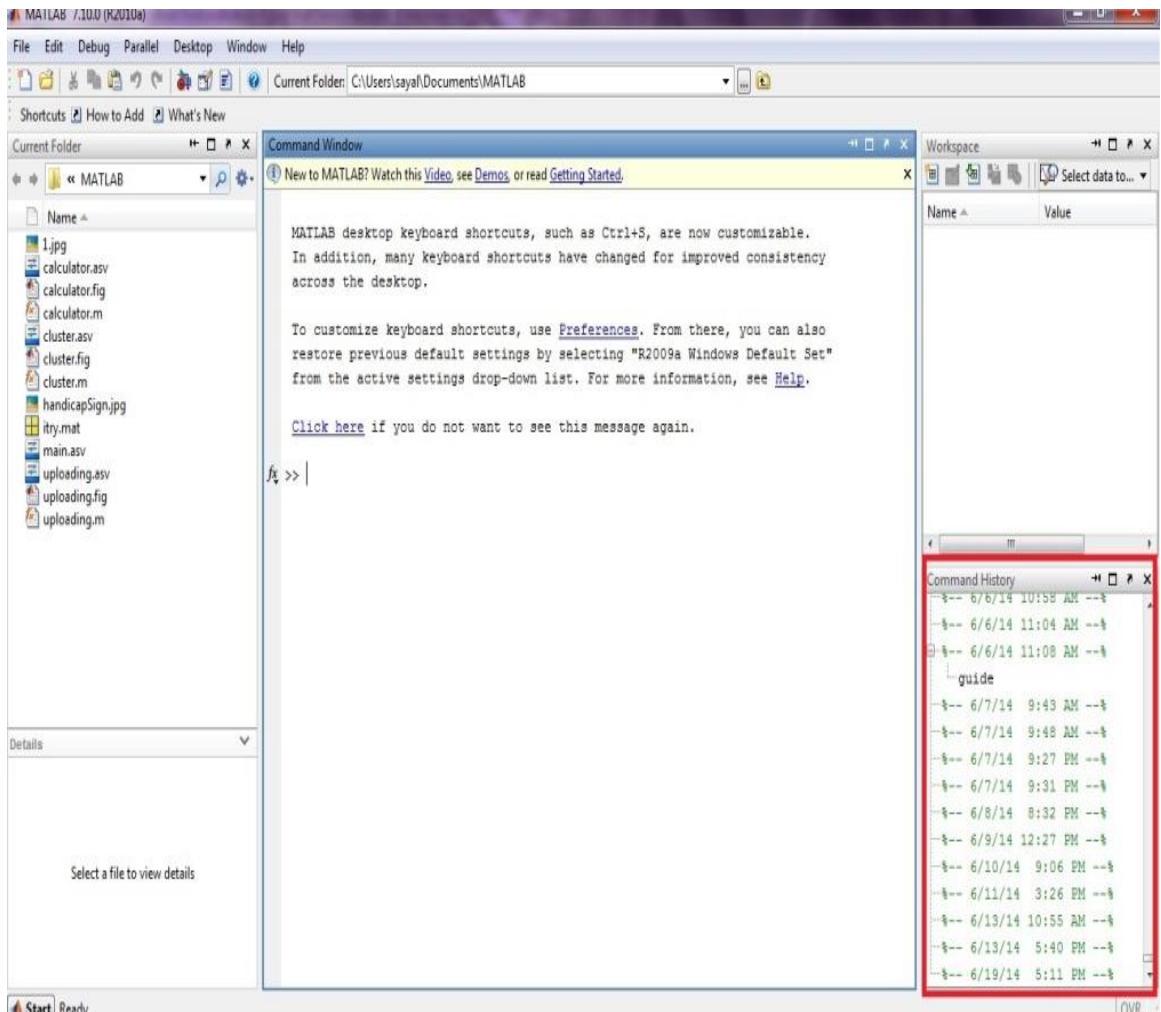 MATLAB 7.10.0 (R2010a)
File Edit Debug Parallel Desktop Window Help
Current Folder: C:\Users\sayal\Documents\MATLAB
Shortcuts How to Add What's New
Current Folder
« MATLAB
Name
1.jpg
calculator.asv
calculator.fig
calculator.m
cluster.asv
cluster.fig
cluster.m
handicapSign.jpg
itry.mat
main.asv
uploading.asv
uploading.fig
uploading.m
Details
Select a file to view details
Command Window
New to MATLAB? Watch this Video, see Demos, or read Getting Started.
MATLAB desktop keyboard shortcuts, such as Ctrl+S, are now customizable.
In addition, many keyboard shortcuts have changed for improved consistency
across the desktop.
To customize keyboard shortcuts, use Preferences. From there, you can also
restore previous default settings by selecting "R2009a Windows Default Set"
from the active settings drop-down list. For more information, see Help.
Click here if you do not want to see this message again.
fx >>
Workspace
Select data to...
Name Value
Command History
%-- 6/6/14 10:58 AM --%
%-- 6/6/14 11:04 AM --%
%-- 6/6/14 11:08 AM --%
guide
%-- 6/7/14 9:43 AM --%
%-- 6/7/14 9:48 AM --%
%-- 6/7/14 9:27 PM --%
%-- 6/7/14 9:31 PM --%
%-- 6/8/14 8:32 PM --%
%-- 6/9/14 12:27 PM --%
%-- 6/10/14 9:06 PM --%
%-- 6/11/14 3:26 PM --%
%-- 6/13/14 10:55 AM --%
%-- 6/13/14 5:40 PM --%
%-- 6/19/14 5:11 PM --%
Start Ready
OVR